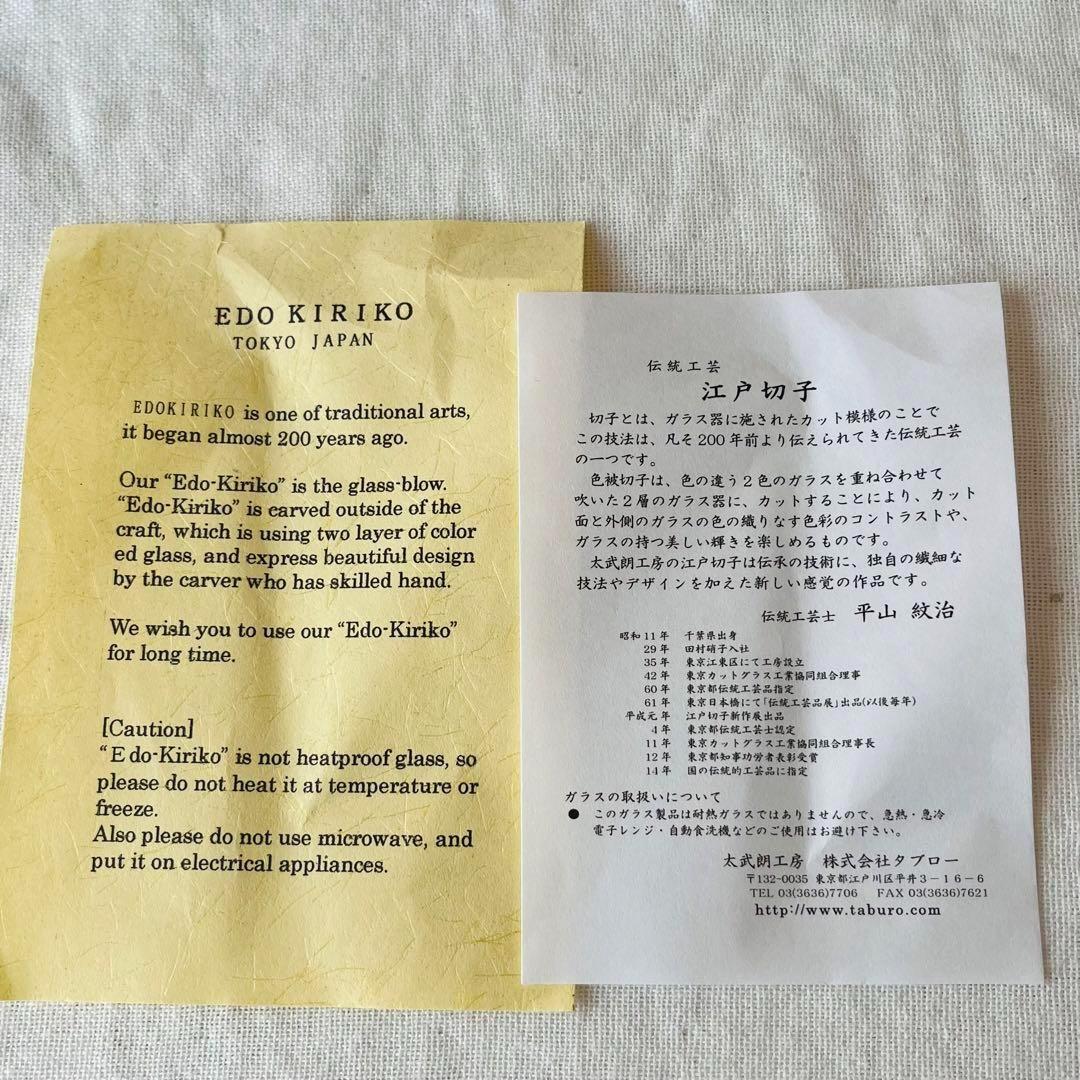 EDO KIRIKO
TOKYO JAPAN
EDOKIRIKO is one of traditional arts,
it began almost 200 years ago.
Our “Edo-Kiriko” is the glass-blow.
“Edo-Kiriko” is carved outside of the
craft, which is using two layer of color
ed glass, and express beautiful design
by the carver who has skilled hand.
We wish you to use our “Edo-Kiriko”
for long time.
[Caution]
“E do-Kiriko” is not heatproof glass, so
please do not heat it at temperature or
freeze.
Also please do not use microwave, and
put it on electrical appliances.
伝統工芸
江戸切子
切子とは、ガラス器に施されたカット模様のことで
この技法は、凡そ200年前より伝えられてきた伝統工芸
の一つです。
色被切子は、色の違う2色のガラスを重ね合わせて
吹いた2層のガラス器に、カットすることにより、カット
面と外側のガラスの色の織りなす色彩のコントラストや、
ガラスの持つ美しい輝きを楽しめるものです。
太武朗工房の江戸切子は伝承の技術に、独自の繊細な
技法やデザインを加えた新しい感覚の作品です。
伝統工芸士 平山 紋治
昭和11年 千葉県出身
29年 田村硝子入社
35年 東京江東区にて工房設立
42年 東京カットグラス工業協同組合理事
60年 東京都伝統工芸品指定
61年 東京日本橋にて「伝統工芸品展」出品(以後毎年)
平成元年 江戸切子新作展出品
4年 東京都伝統工芸士認定
11年 東京カットグラス工業協同組合理事長
12年 東京都知事功労者表彰受賞
14年 国の伝統的工芸品に指定
ガラスの取扱いについて
● このガラス製品は耐熱ガラスではありませんので、急熱・急冷
電子レンジ・自動食洗機などのご使用はお避け下さい。
太武朗工房 株式会社タブロー
〒132-0035 東京都江戸川区平井3-16-6
TEL 03(3636)7706 FAX 03(3636)7621
http://www.taburo.com